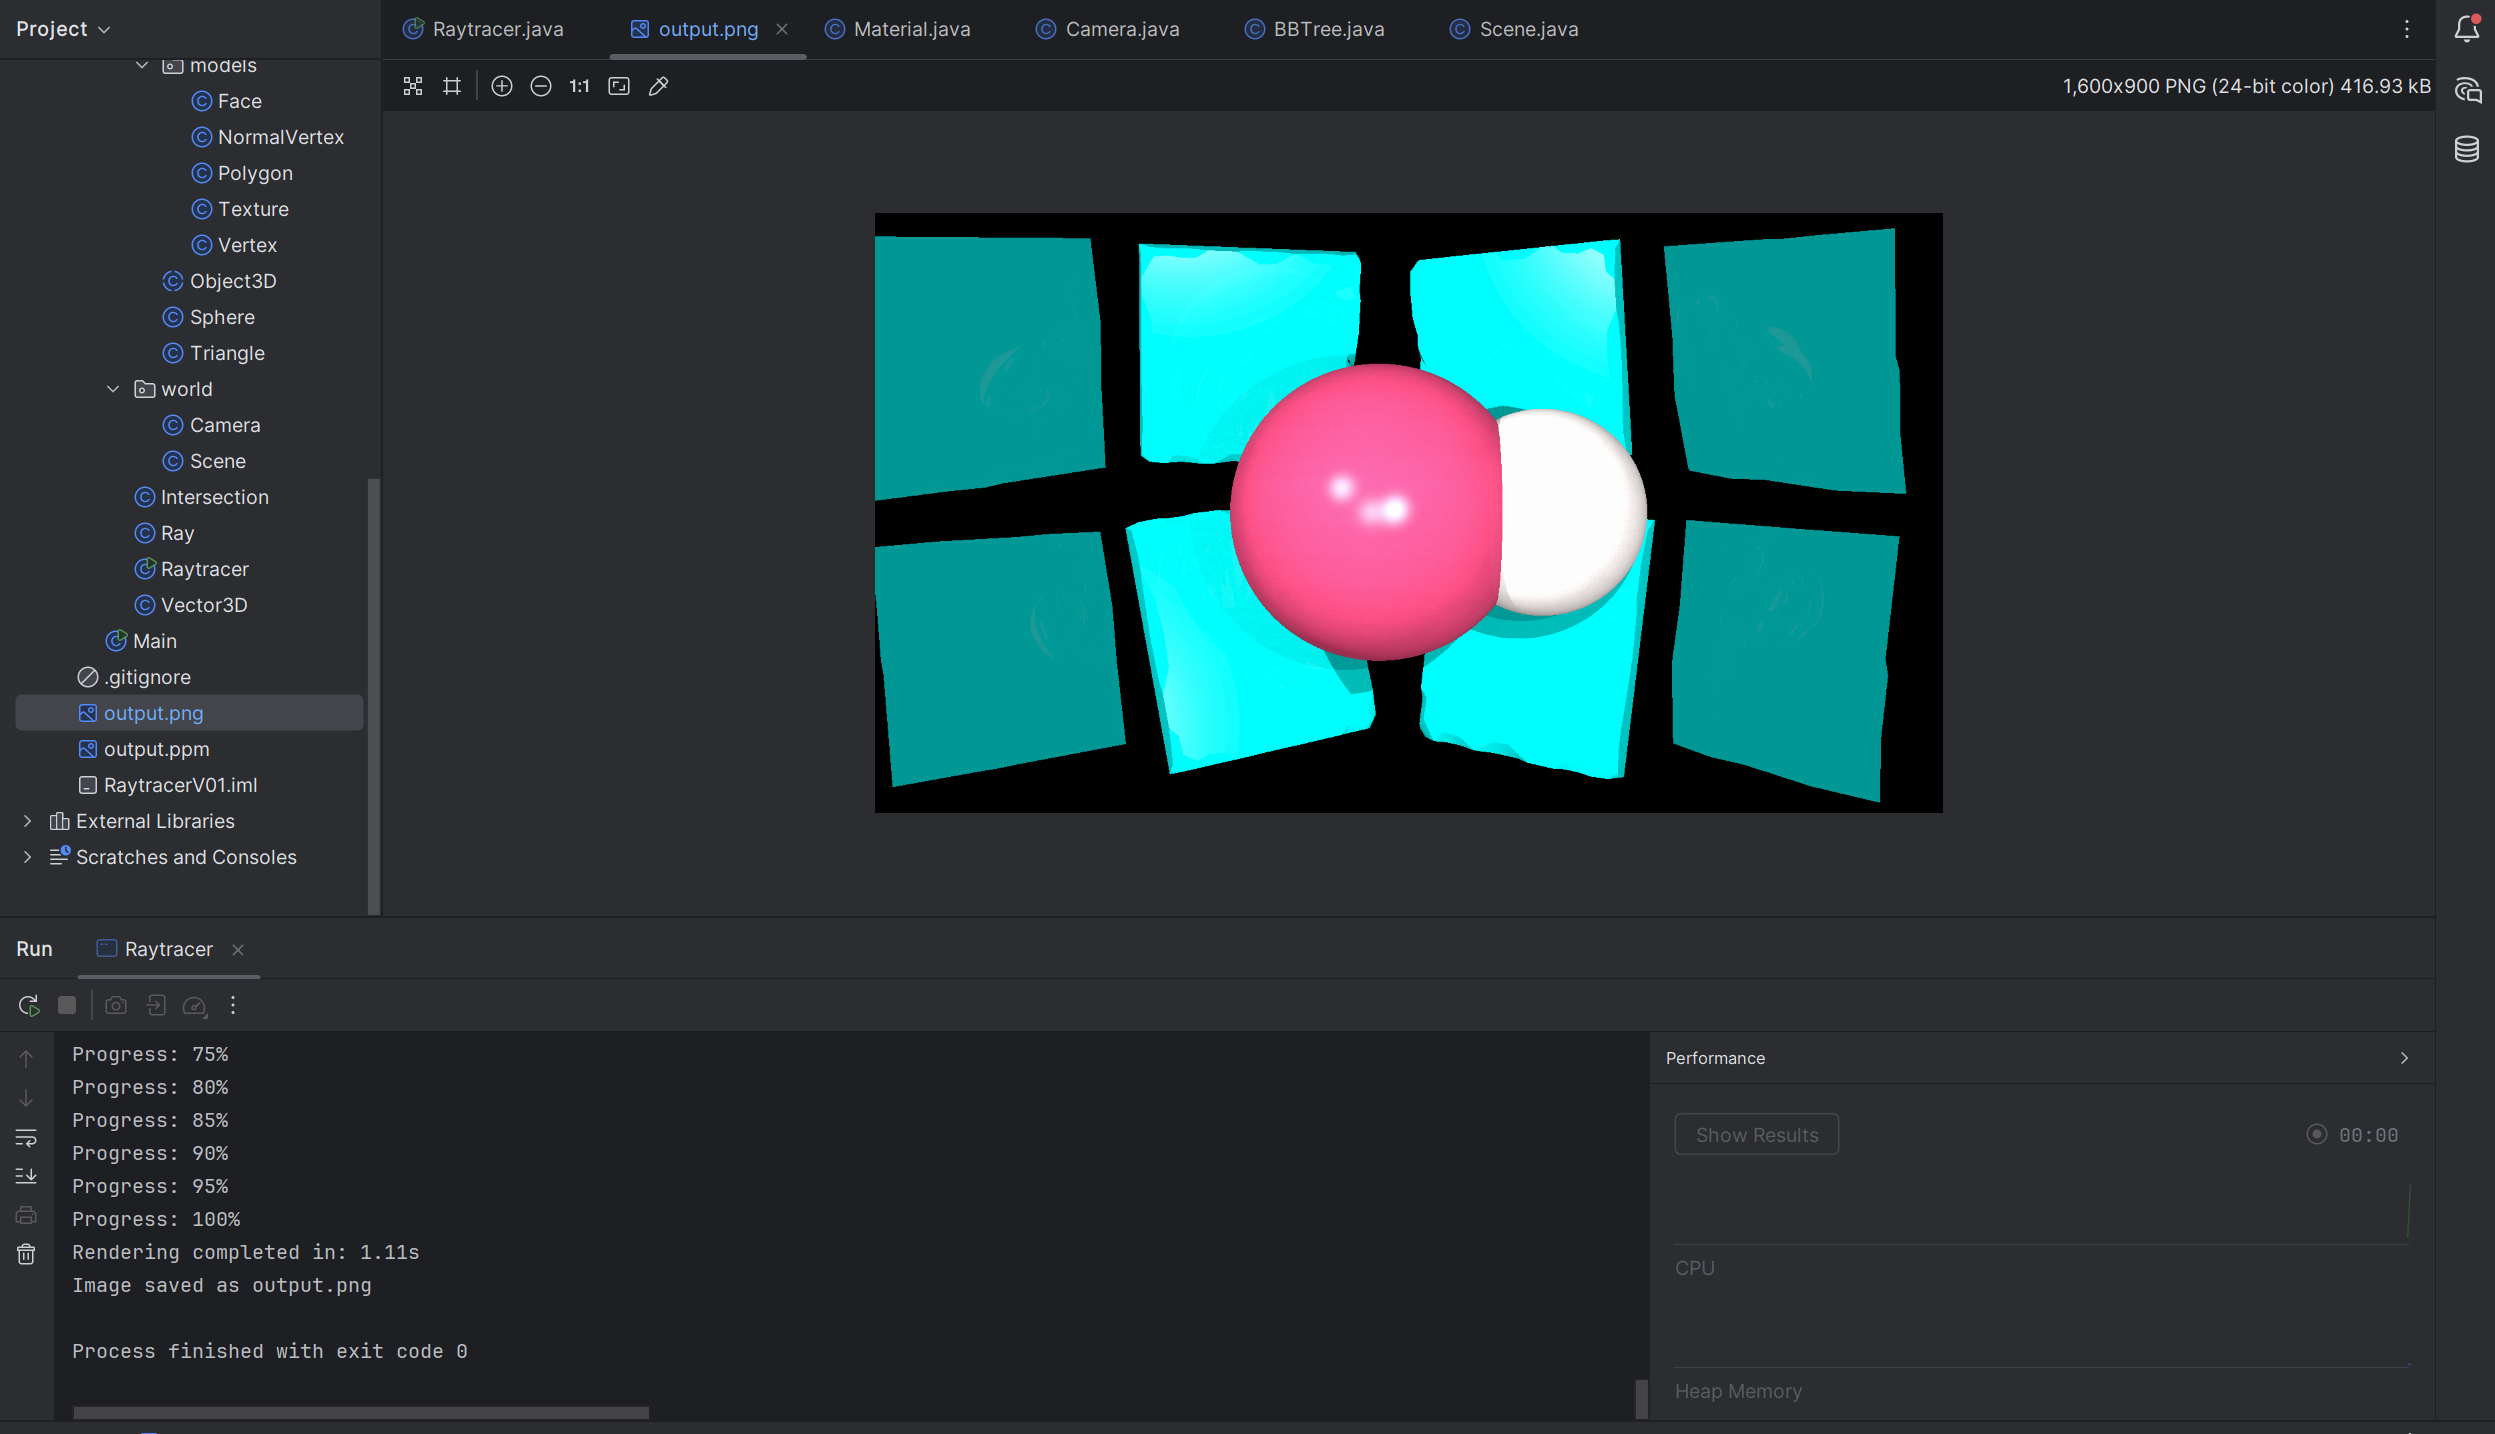 Project
models
Face
NormalVertex
Polygon
Texture
Vertex
Object3D
Sphere
Triangle
world
Camera
Scene
Intersection
Ray
Raytracer
Vector3D
Main
.gitignore
output.png
output.ppm
RaytracerV01.iml
External Libraries
Scratches and Consoles
Raytracer.java
output.png
Material.java
Camera.java
BBTree.java
Scene.java
1:1
1,600x900 PNG (24-bit color) 416.93 kB
Run
Raytracer
Progress: 75%
Progress: 80%
Progress: 85%
Progress: 90%
Progress: 95%
Progress: 100%
Rendering completed in: 1.11s
Image saved as output.png
Process finished with exit code 0
Performance
Show Results
00:00
CPU
Heap Memory